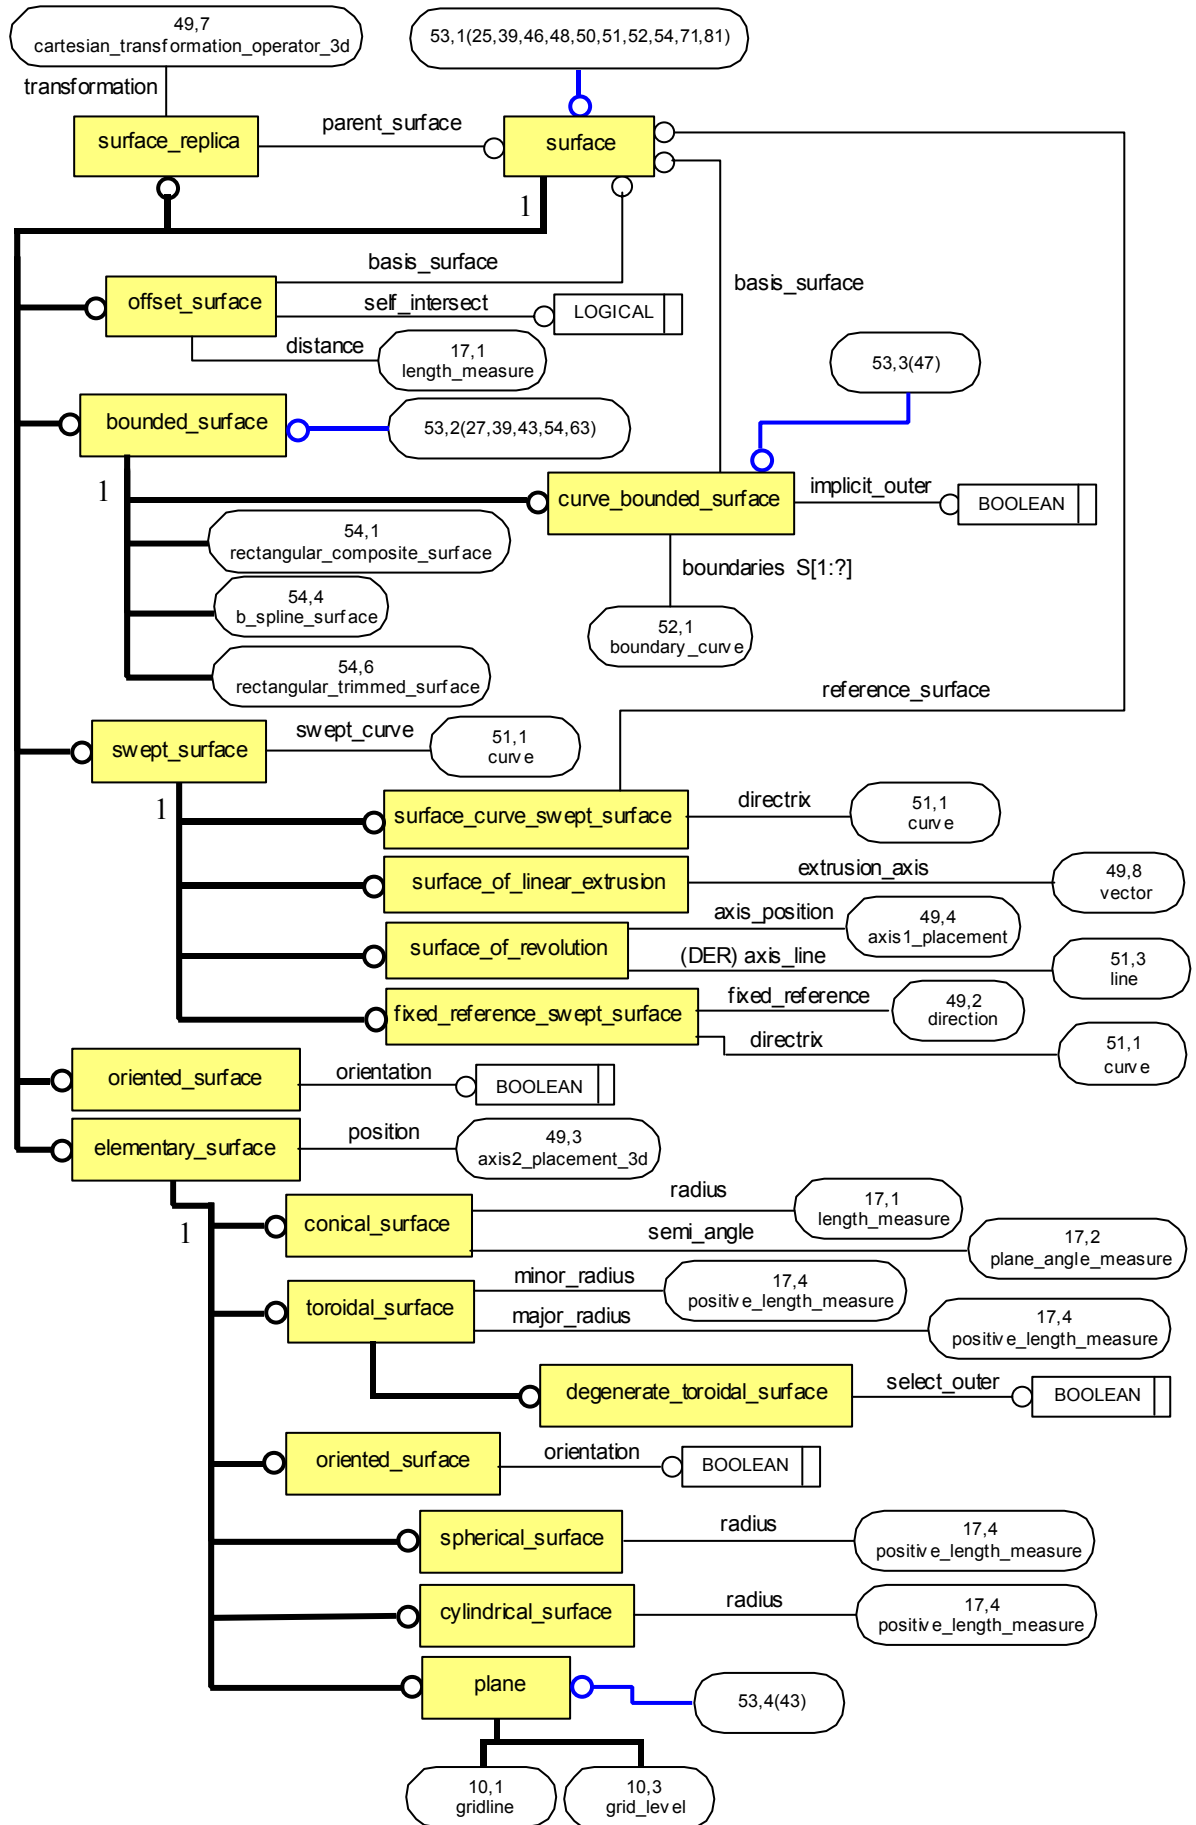 49,7
cartesian_transformation_operator_3d
53,1(25,39,46,48,50,51,52,54,71,81)
transformation
surface_replica
parent_surface
surface
1
basis_surface
offset_surface
self_intersect
LOGICAL
basis_surface
distance
17,1
length_measure
53,3(47)
bounded_surface
53,2(27,39,43,54,63)
1
curve_bounded_surface
implicit_outer
BOOLEAN
54,1
rectangular_composite_surface
boundaries S[1:?]
54,4
b_spline_surface
52,1
boundary_curve
54,6
rectangular_trimmed_surface
reference_surface
swept_surface
swept_curve
51,1
curve
1
surface_curve_swept_surface
directrix
51,1
curve
surface_of_linear_extrusion
extrusion_axis
49,8
vector
surface_of_revolution
axis_position
49,4
axis1_placement
(DER) axis_line
51,3
line
fixed_reference_swept_surface
fixed_reference
49,2
direction
directrix
51,1
curve
oriented_surface
orientation
BOOLEAN
elementary_surface
position
49,3
axis2_placement_3d
1
conical_surface
radius
17,1
length_measure
semi_angle
17,2
plane_angle_measure
toroidal_surface
minor_radius
17,4
positive_length_measure
major_radius
17,4
positive_length_measure
degenerate_toroidal_surface
select_outer
BOOLEAN
oriented_surface
orientation
BOOLEAN
spherical_surface
radius
17,4
positive_length_measure
cylindrical_surface
radius
17,4
positive_length_measure
plane
53,4(43)
10,1
gridline
10,3
grid_level